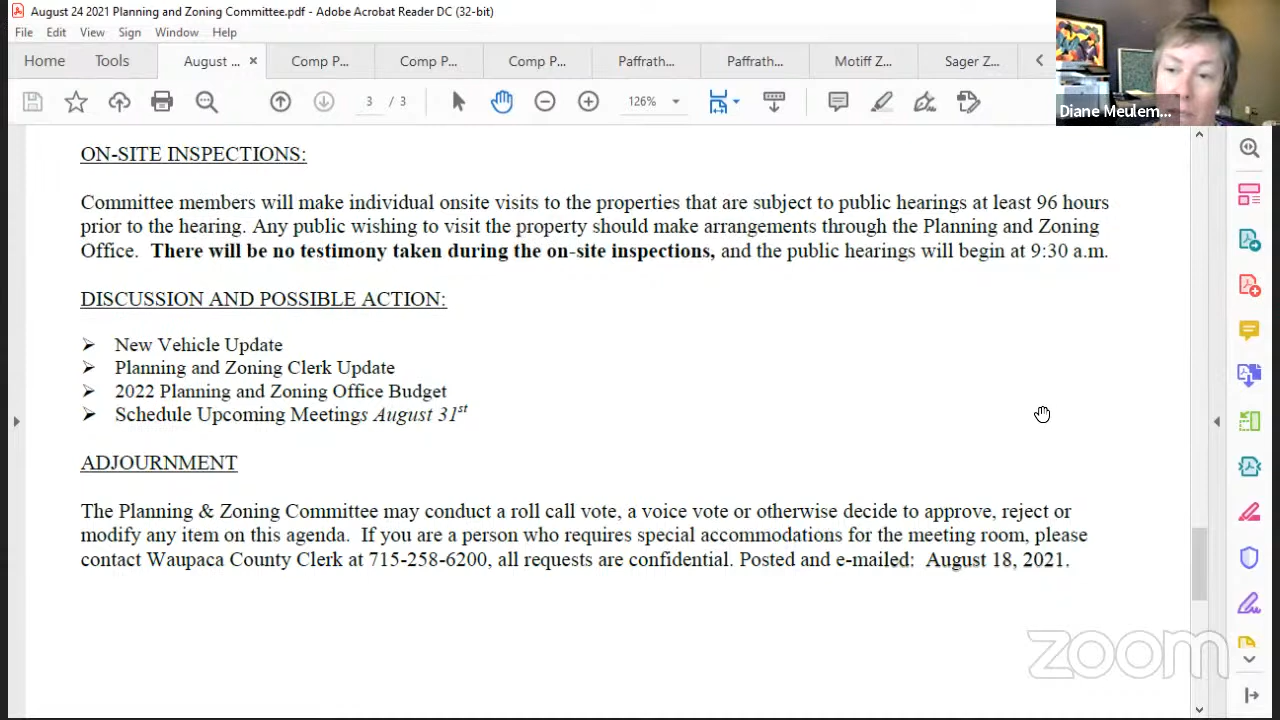 August 24 2021 Planning and Zoning Committee.pdf - Adobe Acrobat Reader DC (32-bit)
File Edit View Sign Window Help
Home Tools August ... × Comp P... Comp P... Comp P... Paffrath... Paffrath... Motiff Z... Sager Z...
3 / 3 126%
Diane Meulem...
ON-SITE INSPECTIONS:
Committee members will make individual onsite visits to the properties that are subject to public hearings at least 96 hours
prior to the hearing. Any public wishing to visit the property should make arrangements through the Planning and Zoning
Office. There will be no testimony taken during the on-site inspections, and the public hearings will begin at 9:30 a.m.
DISCUSSION AND POSSIBLE ACTION:
➢ New Vehicle Update
➢ Planning and Zoning Clerk Update
➢ 2022 Planning and Zoning Office Budget
➢ Schedule Upcoming Meetings August 31st
ADJOURNMENT
The Planning & Zoning Committee may conduct a roll call vote, a voice vote or otherwise decide to approve, reject or
modify any item on this agenda. If you are a person who requires special accommodations for the meeting room, please
contact Waupaca County Clerk at 715-258-6200, all requests are confidential. Posted and e-mailed: August 18, 2021.
zoom